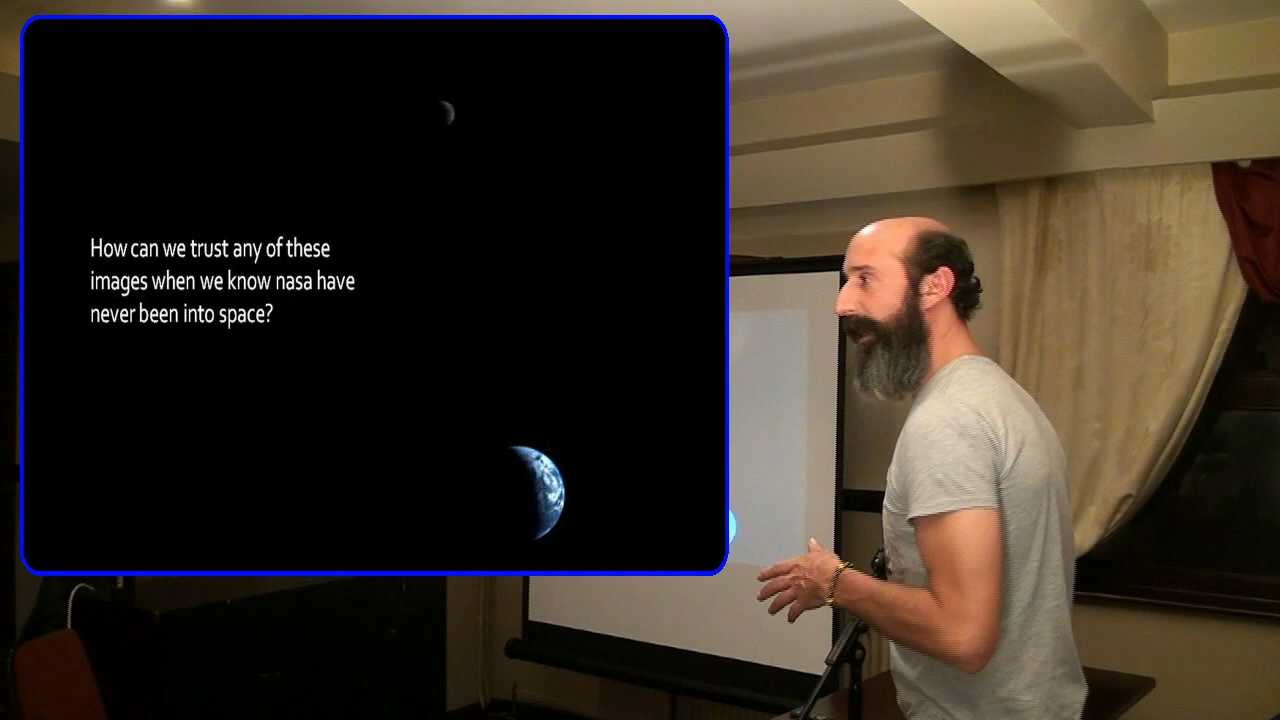 How can we trust any of these
images when we know nasa have
never been into space?